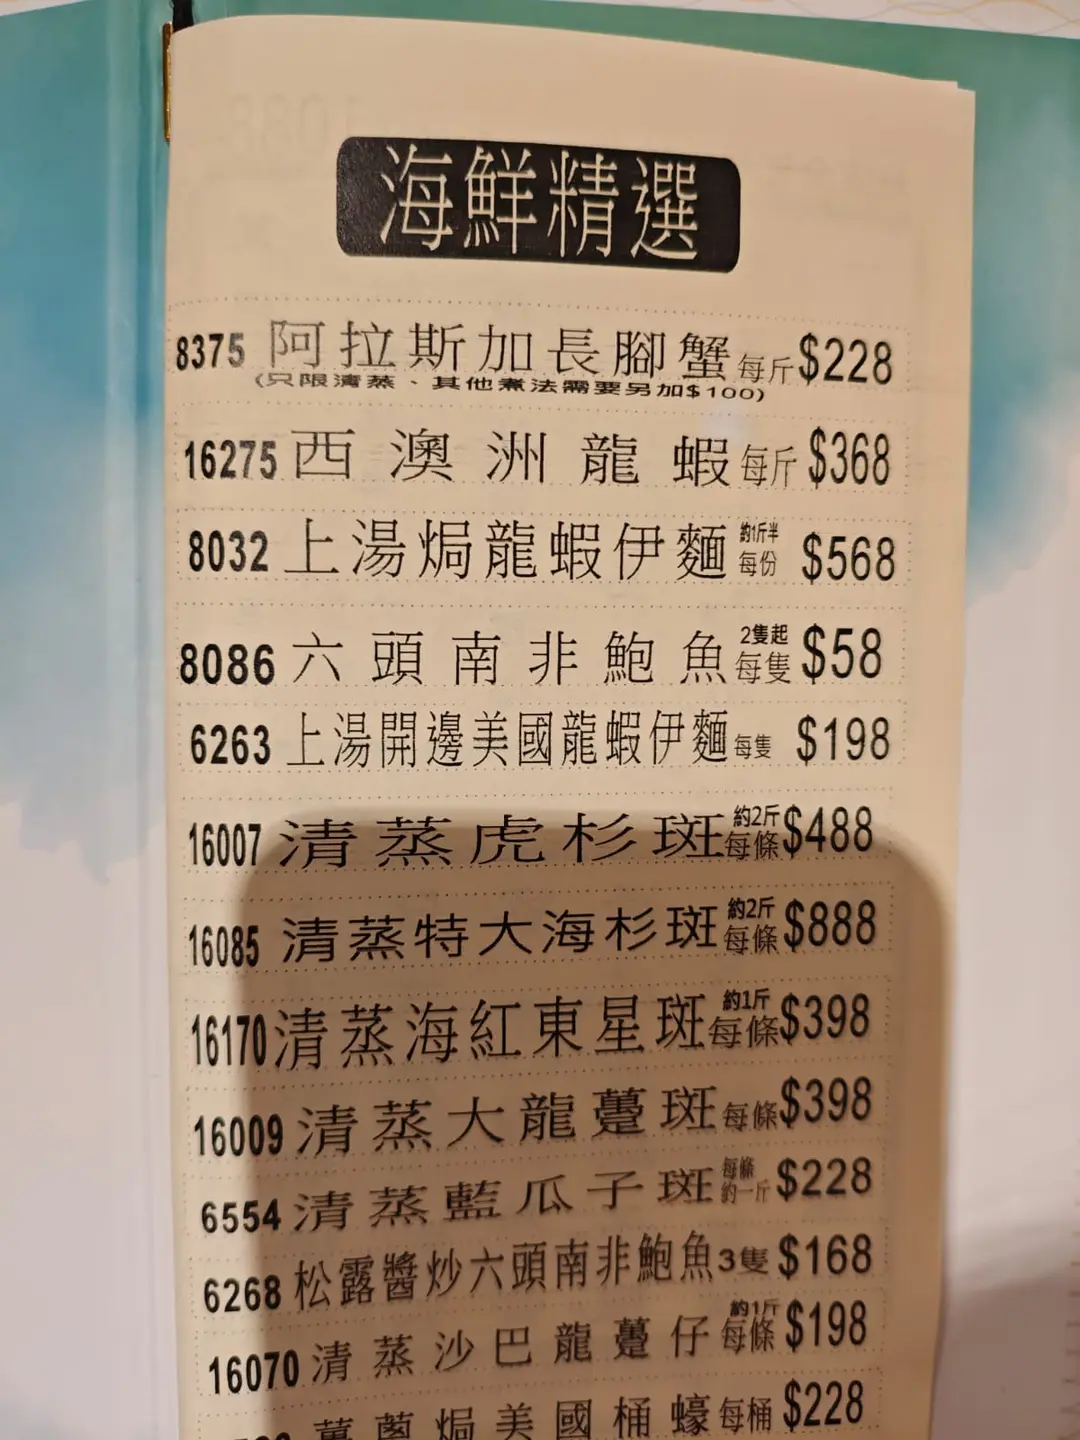 海鮮精選
8375 阿拉斯加長腳蟹 每斤 $228
(只限清蒸、其他煮法需要另加$100)
16275 西澳洲龍蝦 每斤 $368
8032 上湯焗龍蝦伊麵 約1斤半 每份 $568
8086 六頭南非鮑魚 2隻起 每隻 $58
6263 上湯開邊美國龍蝦伊麵 每隻 $198
16007 清蒸虎杉斑 約2斤 每條 $488
16085 清蒸特大海杉斑 約2斤 每條 $888
16170 清蒸海紅東星斑 約1斤 每條 $398
16009 清蒸大龍躉斑 每條 $398
6554 清蒸藍瓜子斑 每條 約一斤 $228
6268 松露醬炒六頭南非鮑魚 3隻 $168
16070 清蒸沙巴龍躉仔 約1斤 每條 $198
焗美國桶蠔 每桶 $228